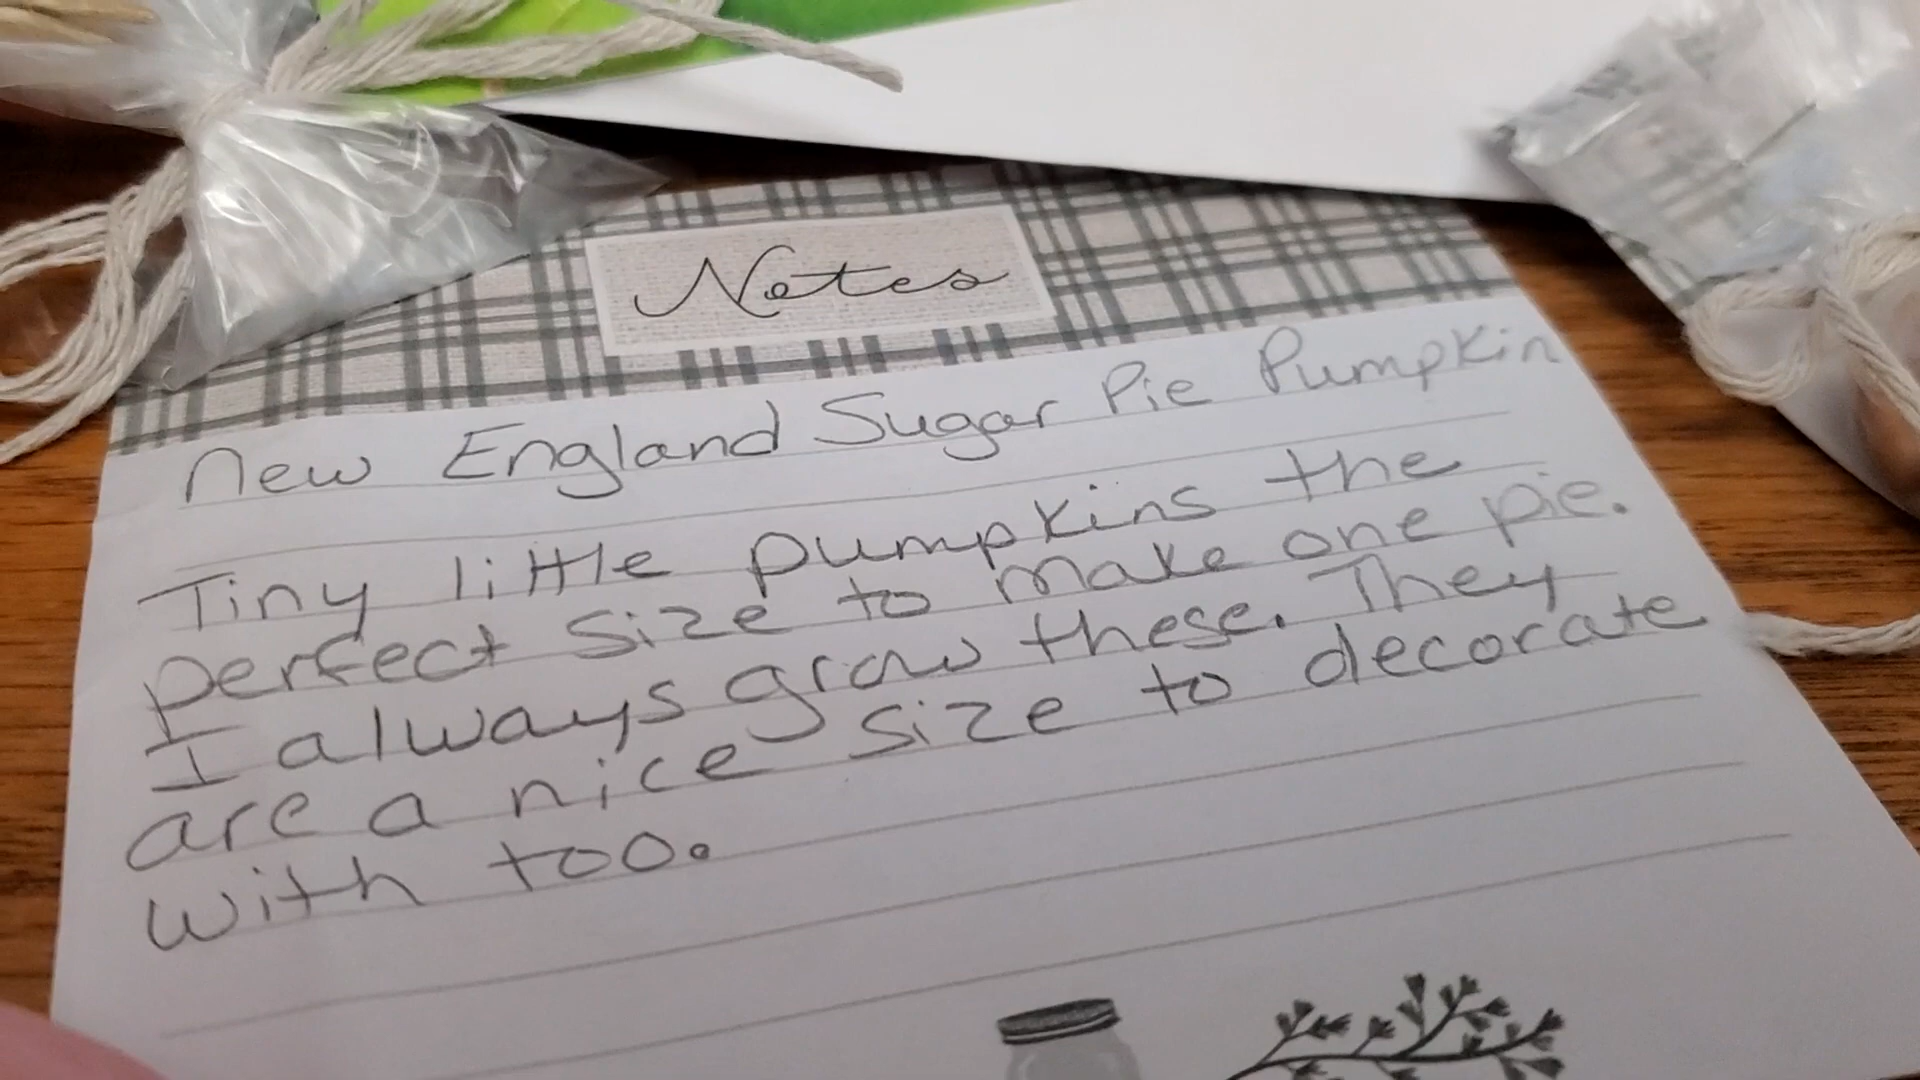 Notes
New England Sugar Pie Pumpkin
Tiny little pumpkins the
perfect size to make one pie.
I always grow these. They
are a nice size to decorate
with too.